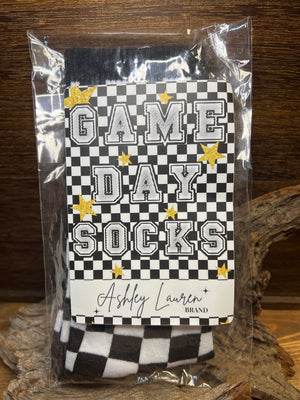 GAME
DAY
SOCKS
Ashley Lauren
BRAND